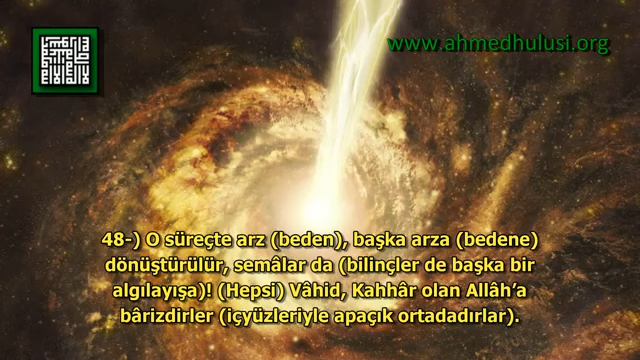 www.ahmedhulusi.org
48-) O süreçte arz (beden), başka arza (bedene)
dönüştürülür, semâlar da (bilinçler de başka bir
algılayışa)! (Hepsi) Vâhid, Kahhâr olan Allâh’a
bârizdirler (içyüzleriyle apaçık ortadadırlar).